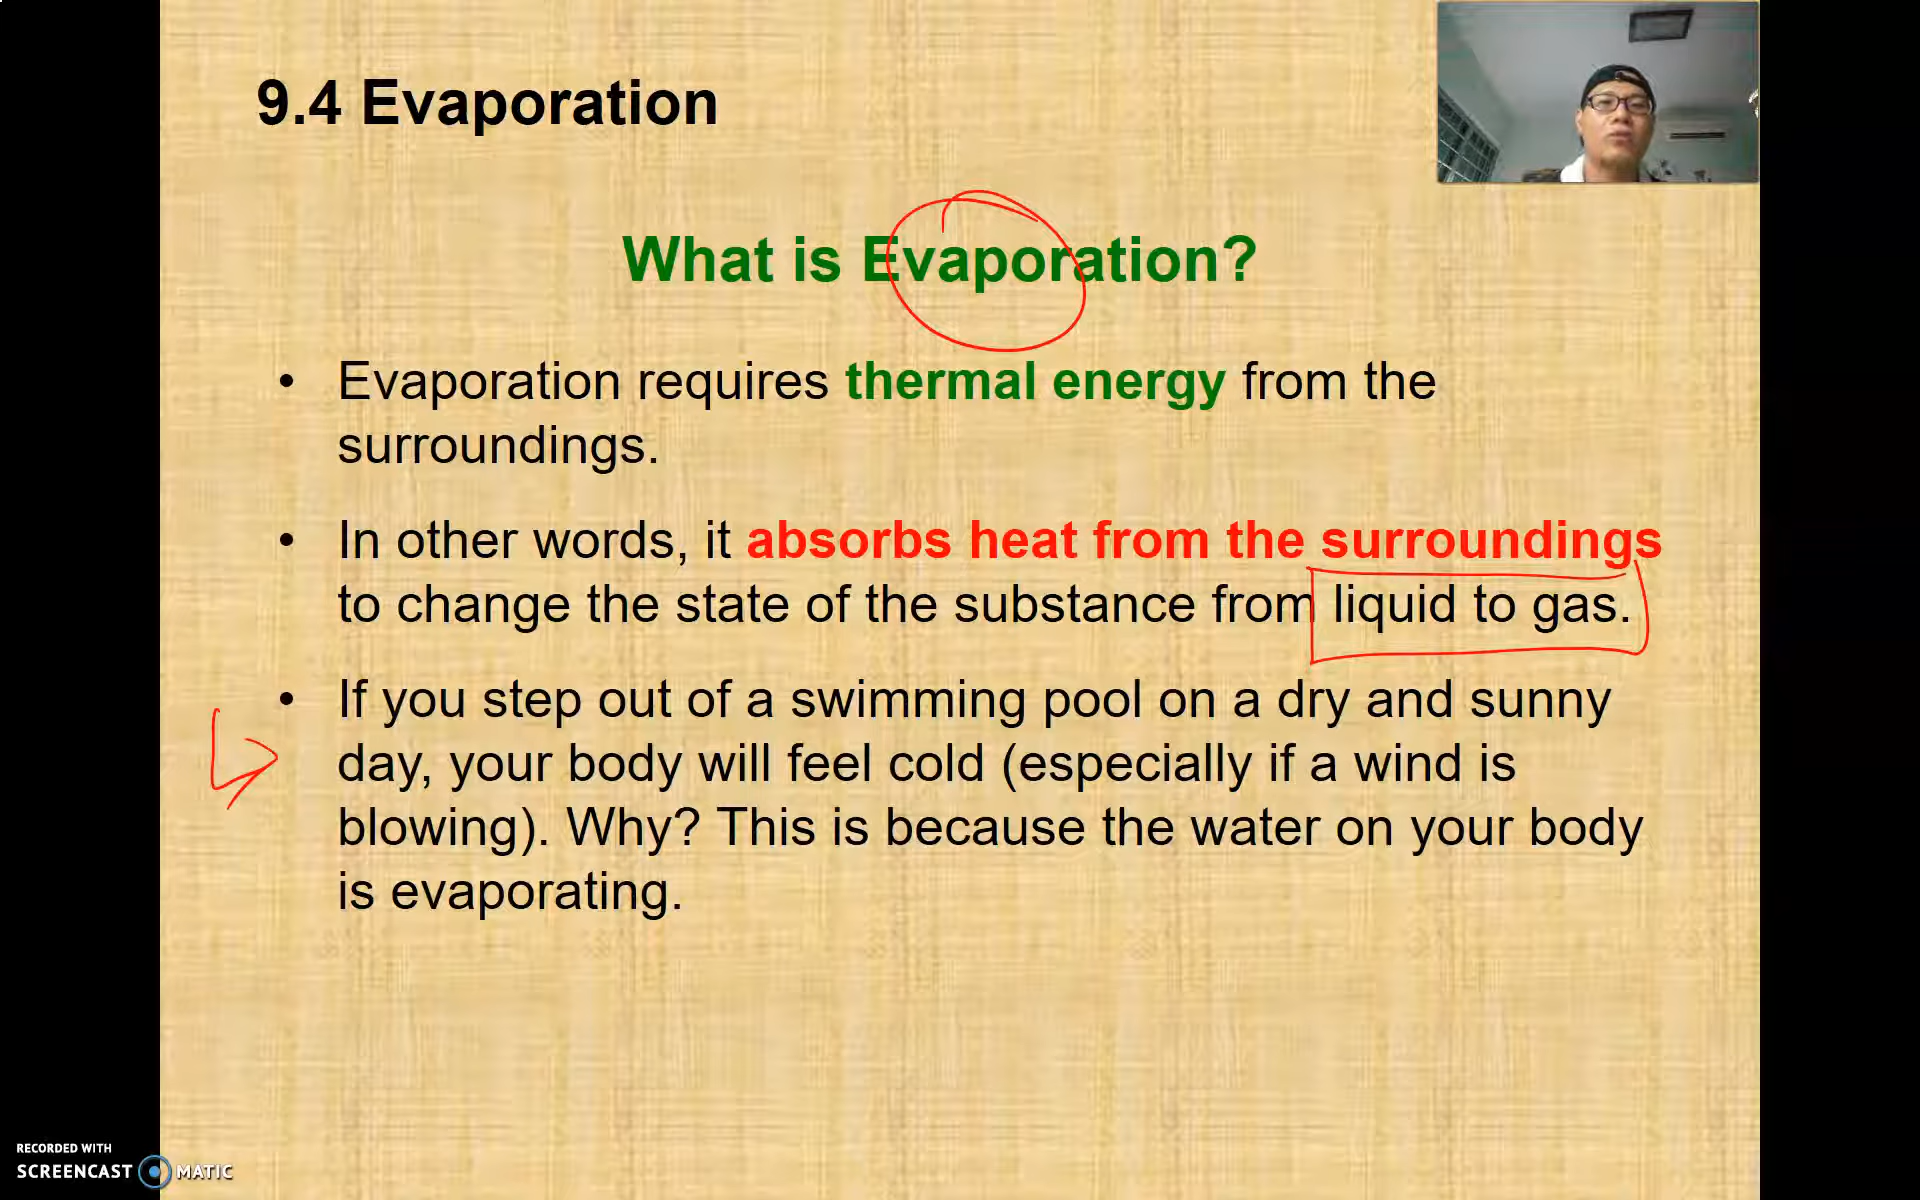 9.4 Evaporation
What is Evaporation?
• Evaporation requires thermal energy from the
surroundings.
• In other words, it absorbs heat from the surroundings
to change the state of the substance from liquid to gas.
• If you step out of a swimming pool on a dry and sunny
day, your body will feel cold (especially if a wind is
blowing). Why? This is because the water on your body
is evaporating.
RECORDED WITH
SCREENCAST MATIC